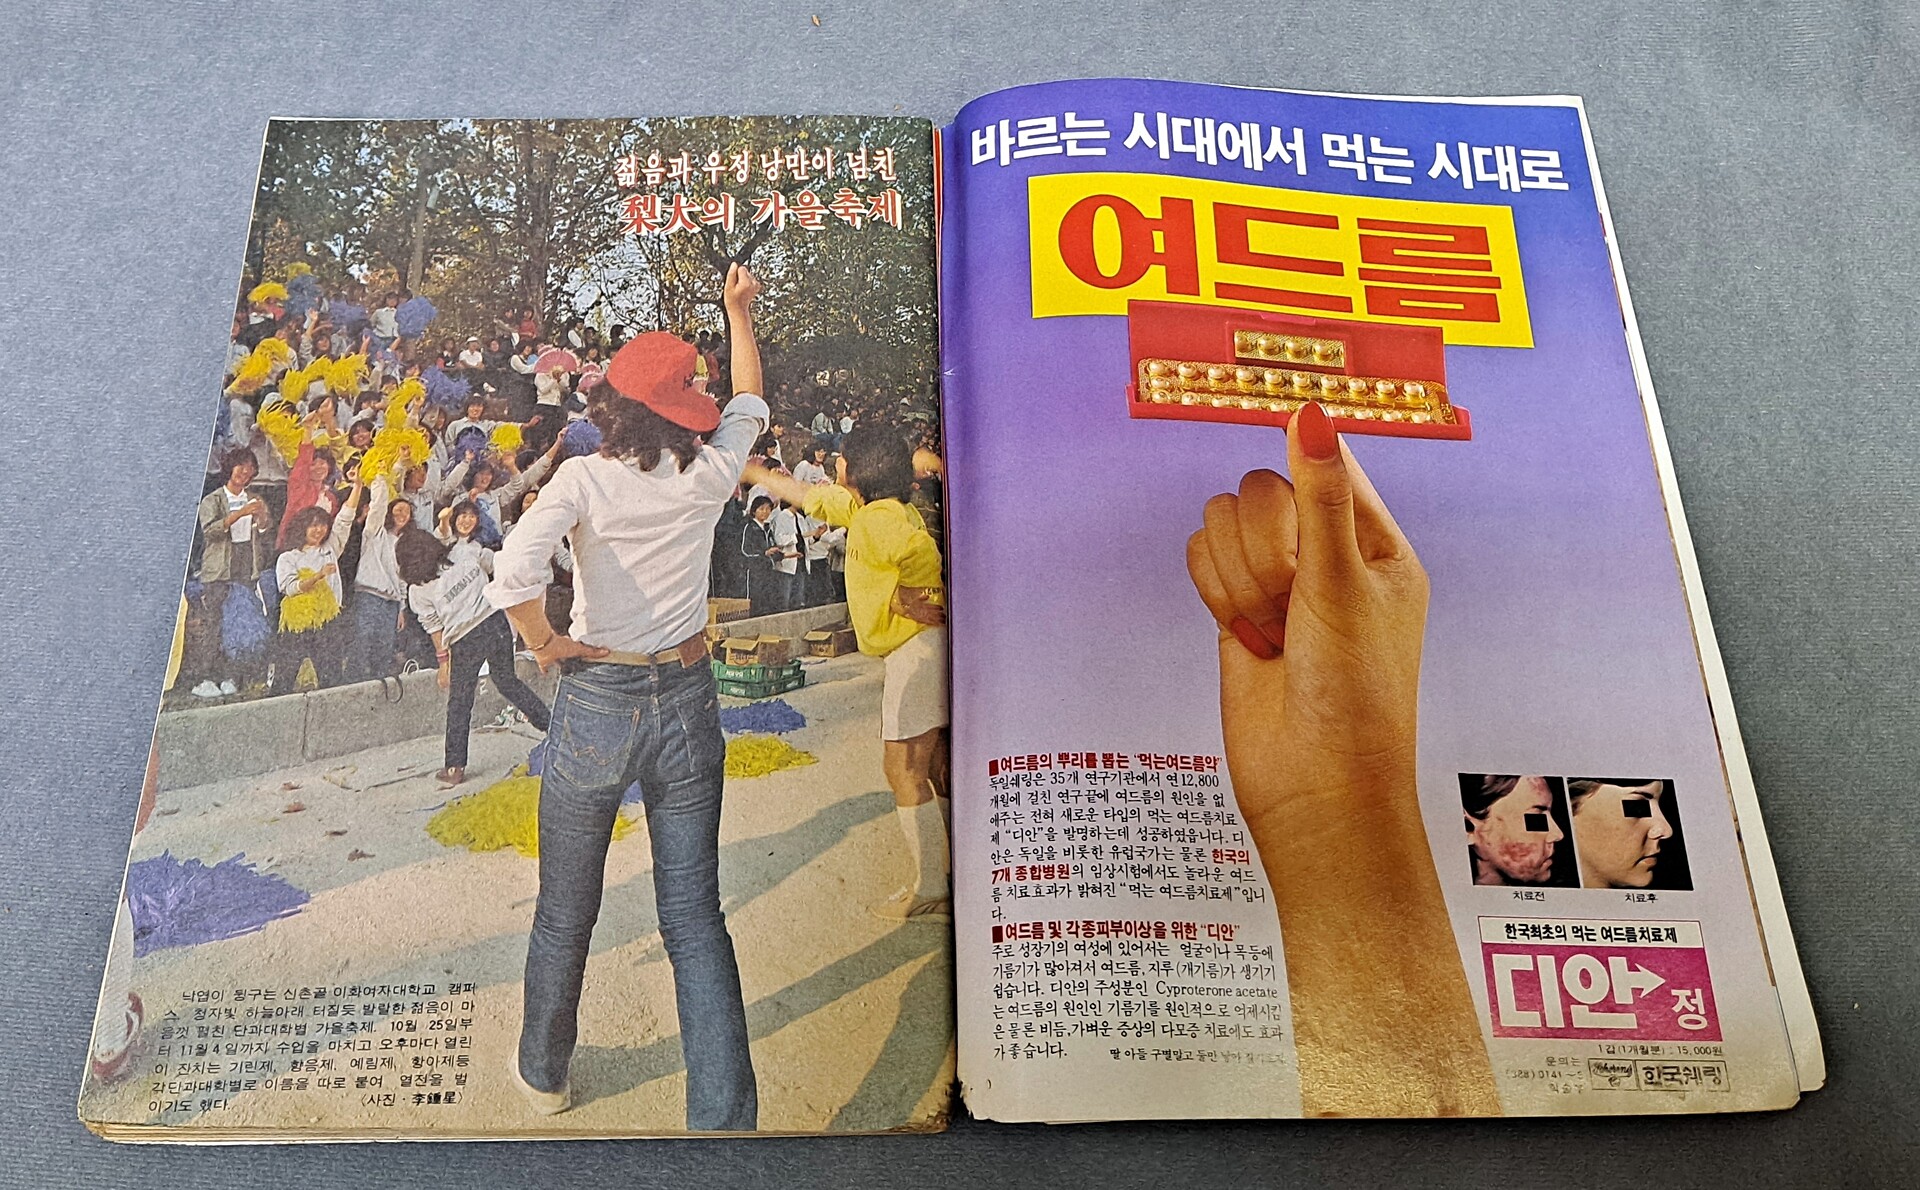 젊음과 우정 낭만이 넘친
梨大의 가을축제
낙엽이 뒹구는 신촌골 이화여자대학교 캠퍼
스. 청자빛 하늘아래 터질듯 발랄한 젊음이 마
음껏 펼친 단과대학별 가을축제. 10월 25일부
터 11월 4일까지 수업을 마치고 오후마다 열린
이 잔치는 기린제, 향음제, 예림제, 항아제등
각단과대학별로 이름을 따로 붙여 열전을 벌
이기도 했다. 〈사진·李鍾星〉
바르는 시대에서 먹는 시대로
여드름
■여드름의 뿌리를 뽑는 "먹는여드름약"
독일쉐링은 35개 연구기관에서 연12,800
개월에 걸친 연구끝에 여드름의 원인을 없
애주는 전혀 새로운 타입의 먹는 여드름치료
제 "디안"을 발명하는데 성공하였읍니다. 디
안은 독일을 비롯한 유럽국가는 물론 한국의
7개 종합병원의 임상시험에서도 놀라운 여드
름 치료효과가 밝혀진 "먹는 여드름치료제"입니
다.
■여드름 및 각종피부이상을 위한 "디안"
주로 성장기의 여성에 있어서는 얼굴이나 목등에
기름기가 많아져서 여드름, 지루(개기름)가 생기기
쉽습니다. 디안의 주성분인 Cyproterone acetate
는 여드름의 원인인 기름기를 원인적으로 억제시킴
은 물론 비듬, 가벼운 증상의 다모증 치료에도 효과
가 좋습니다.
딸 아들 구별말고 둘만 낳아
치료전
치료후
한국최초의 먹는 여드름치료제
디안 정
1갑(1개월분) : 15,000원
문의는
한국쉐링